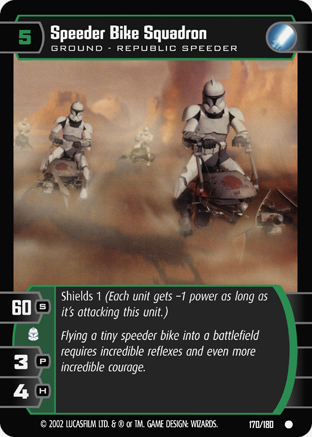 5 Speeder Bike Squadron
GROUND - REPUBLIC SPEEDER
Shields 1 (Each unit gets –1 power as long as
60 S it's attacking this unit.)
Flying a tiny speeder bike into a battlefield
requires incredible reflexes and even more
3 P incredible courage.
4 H
© 2002 LUCASFILM LTD. & ® or TM. GAME DESIGN: WIZARDS. 170/180